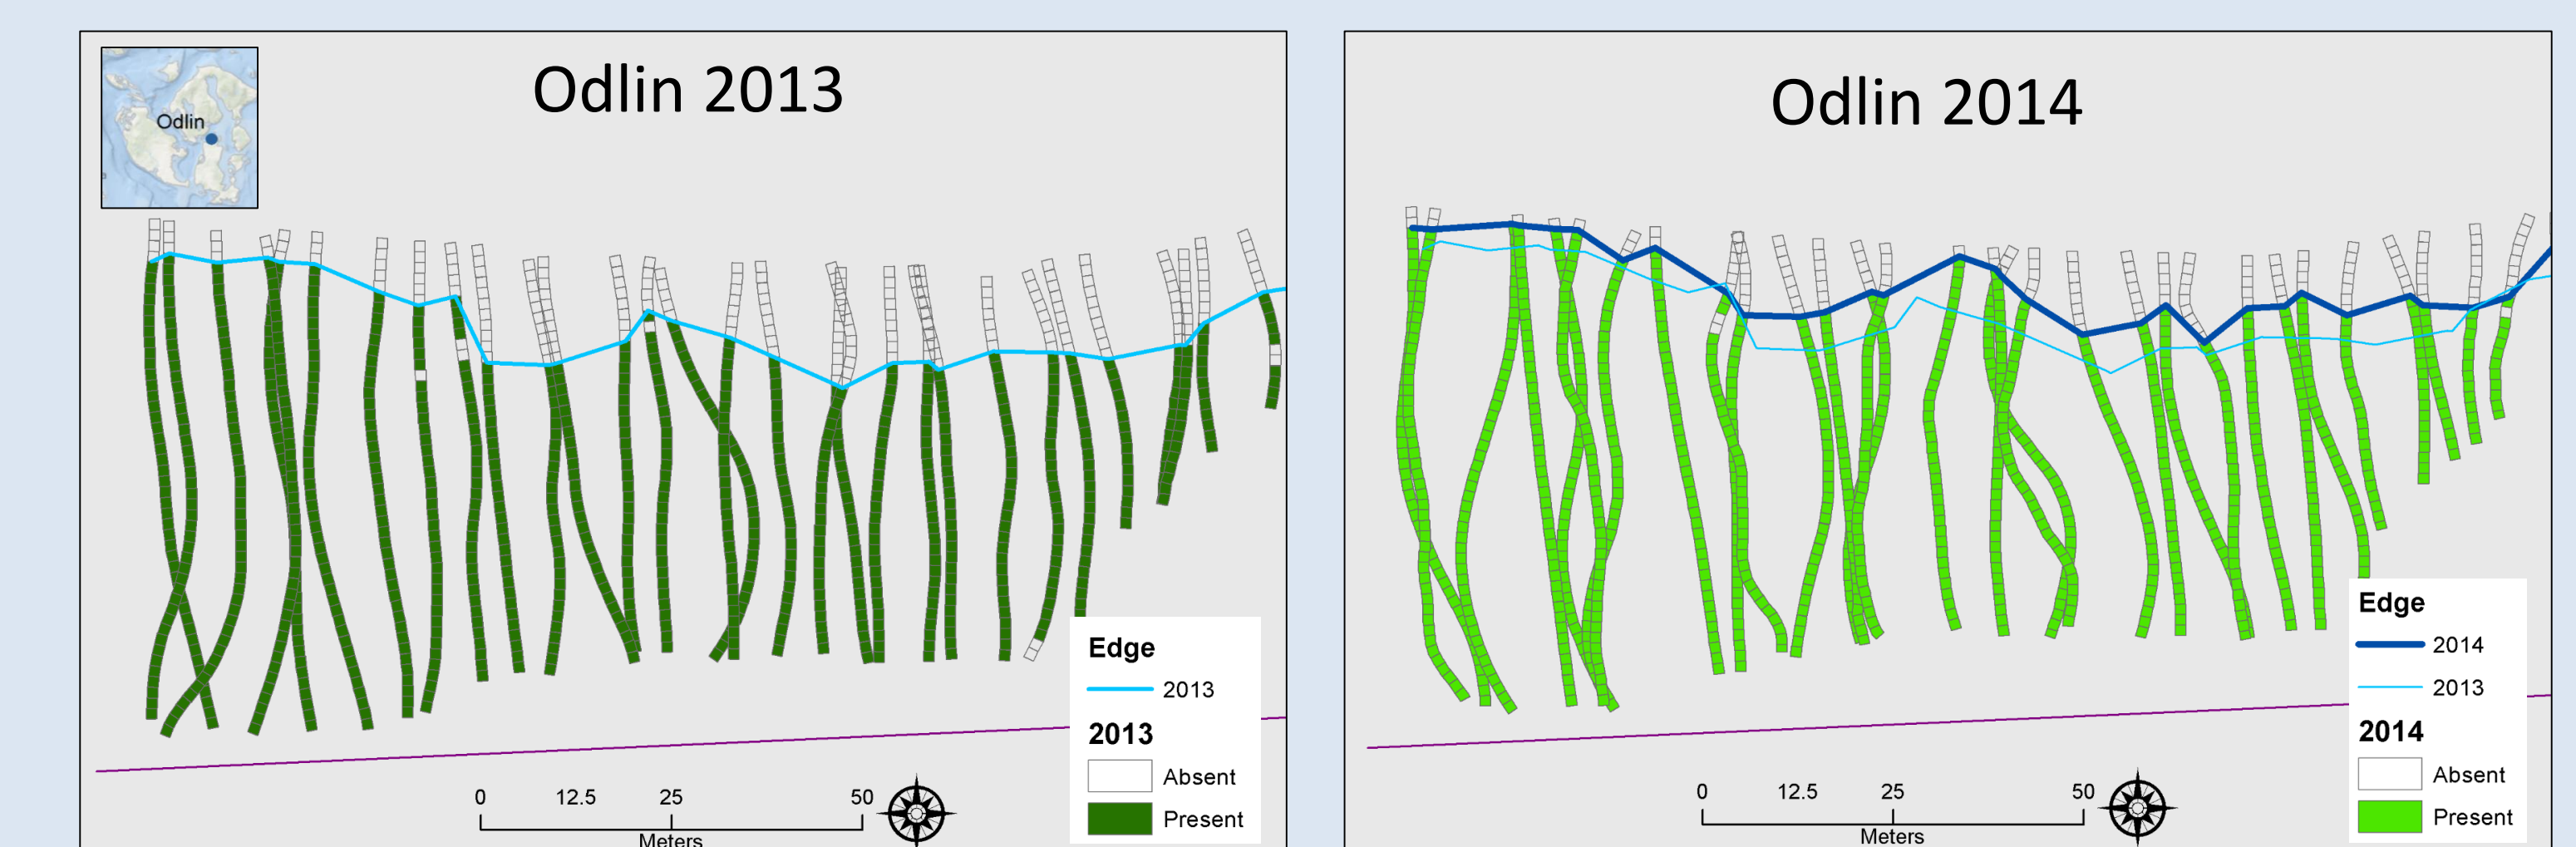 Odlin 2013
Odlin
Edge
2013
2013
Absent
Present
0 12.5 25 50
Meters
Odlin 2014
Edge
2014
2013
2014
Absent
Present
0 12.5 25 50
Meters